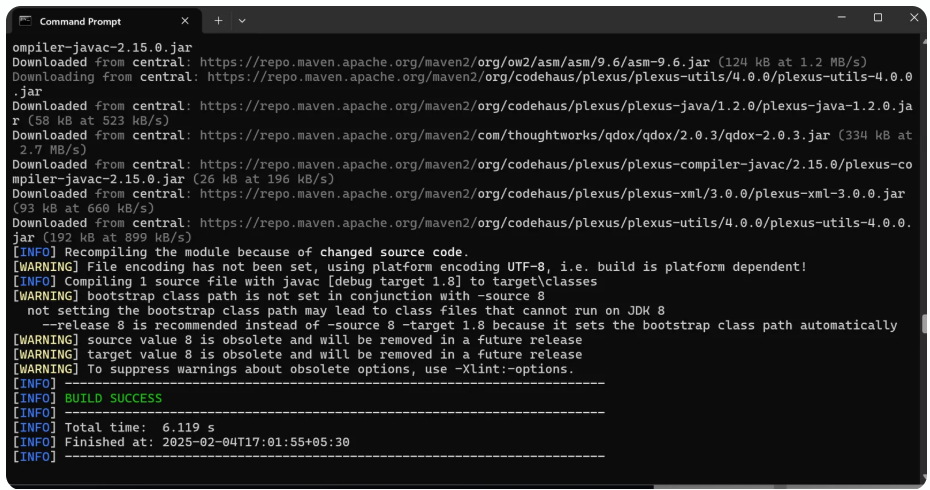 Command Prompt
ompiler-javac-2.15.0.jar
Downloaded from central: https://repo.maven.apache.org/maven2/org/ow2/asm/asm/9.6/asm-9.6.jar (124 kB at 1.2 MB/s)
Downloading from central: https://repo.maven.apache.org/maven2/org/codehaus/plexus/plexus-utils/4.0.0/plexus-utils-4.0.0
.jar
Downloaded from central: https://repo.maven.apache.org/maven2/org/codehaus/plexus/plexus-java/1.2.0/plexus-java-1.2.0.ja
r (58 kB at 523 kB/s)
Downloaded from central: https://repo.maven.apache.org/maven2/com/thoughtworks/qdox/qdox/2.0.3/qdox-2.0.3.jar (334 kB at
 2.7 MB/s)
Downloaded from central: https://repo.maven.apache.org/maven2/org/codehaus/plexus/plexus-compiler-javac/2.15.0/plexus-co
mpiler-javac-2.15.0.jar (26 kB at 196 kB/s)
Downloaded from central: https://repo.maven.apache.org/maven2/org/codehaus/plexus/plexus-xml/3.0.0/plexus-xml-3.0.0.jar
(93 kB at 660 kB/s)
Downloaded from central: https://repo.maven.apache.org/maven2/org/codehaus/plexus/plexus-utils/4.0.0/plexus-utils-4.0.0.
jar (192 kB at 899 kB/s)
[INFO] Recompiling the module because of changed source code.
[WARNING] File encoding has not been set, using platform encoding UTF-8, i.e. build is platform dependent!
[INFO] Compiling 1 source file with javac [debug target 1.8] to target\classes
[WARNING] bootstrap class path is not set in conjunction with -source 8
  not setting the bootstrap class path may lead to class files that cannot run on JDK 8
    --release 8 is recommended instead of -source 8 -target 1.8 because it sets the bootstrap class path automatically
[WARNING] source value 8 is obsolete and will be removed in a future release
[WARNING] target value 8 is obsolete and will be removed in a future release
[WARNING] To suppress warnings about obsolete options, use -Xlint:-options.
[INFO] ------------------------------------------------------------------------
[INFO] BUILD SUCCESS
[INFO] ------------------------------------------------------------------------
[INFO] Total time:  6.119 s
[INFO] Finished at: 2025-02-04T17:01:55+05:30
[INFO] ------------------------------------------------------------------------